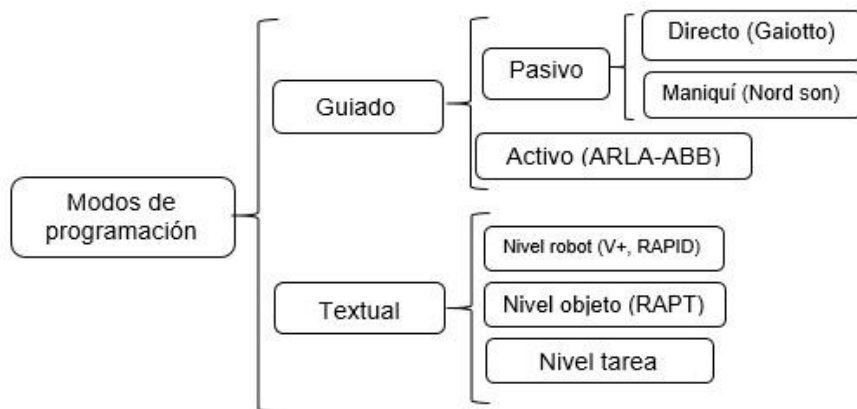 Modos de
programación
Guiado
Pasivo
Directo (Gaiotto)
Maniquí (Nord son)
Activo (ARLA-ABB)
Textual
Nivel robot (V+, RAPID)
Nivel objeto (RAPT)
Nivel tarea